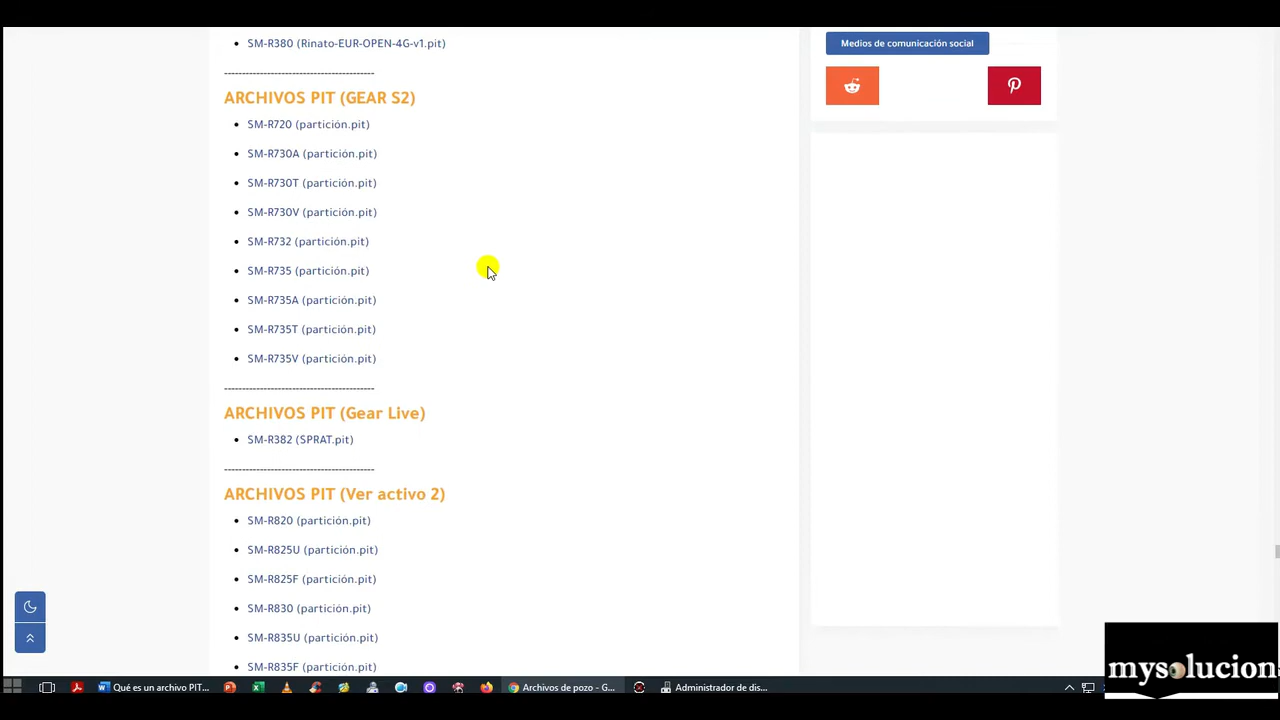 SM-R380 (Rinato-EUR-OPEN-4G-v1.pit)
------------------------------------------
ARCHIVOS PIT (GEAR S2)
SM-R720 (partición.pit)
SM-R730A (partición.pit)
SM-R730T (partición.pit)
SM-R730V (partición.pit)
SM-R732 (partición.pit)
SM-R735 (partición.pit)
SM-R735A (partición.pit)
SM-R735T (partición.pit)
SM-R735V (partición.pit)
------------------------------------------
ARCHIVOS PIT (Gear Live)
SM-R382 (SPRAT.pit)
------------------------------------------
ARCHIVOS PIT (Ver activo 2)
SM-R820 (partición.pit)
SM-R825U (partición.pit)
SM-R825F (partición.pit)
SM-R830 (partición.pit)
SM-R835U (partición.pit)
SM-R835F (partición.pit)
Medios de comunicación social
Qué es un archivo PIT...
Archivos de pozo - G...
Administrador de dis...
mysolucion